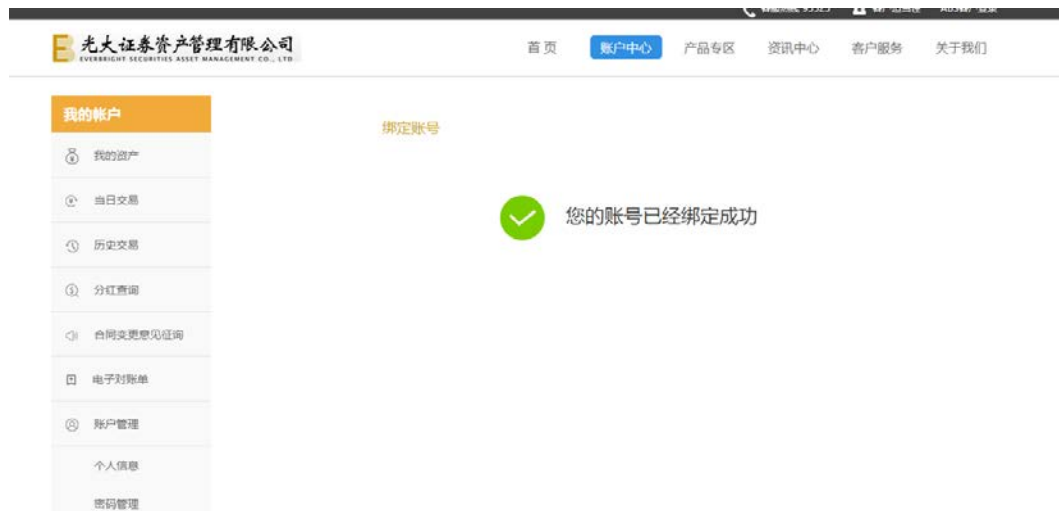 光大证券资产管理有限公司
EVERBRIGHT SECURITIES ASSET MANAGEMENT CO., LTD
首页 账户中心 产品专区 资讯中心 客户服务 关于我们
我的帐户
绑定账号
我的资产
当日交易
您的账号已经绑定成功
历史交易
分红查询
合同变更意见征询
电子对账单
账户管理
个人信息
密码管理